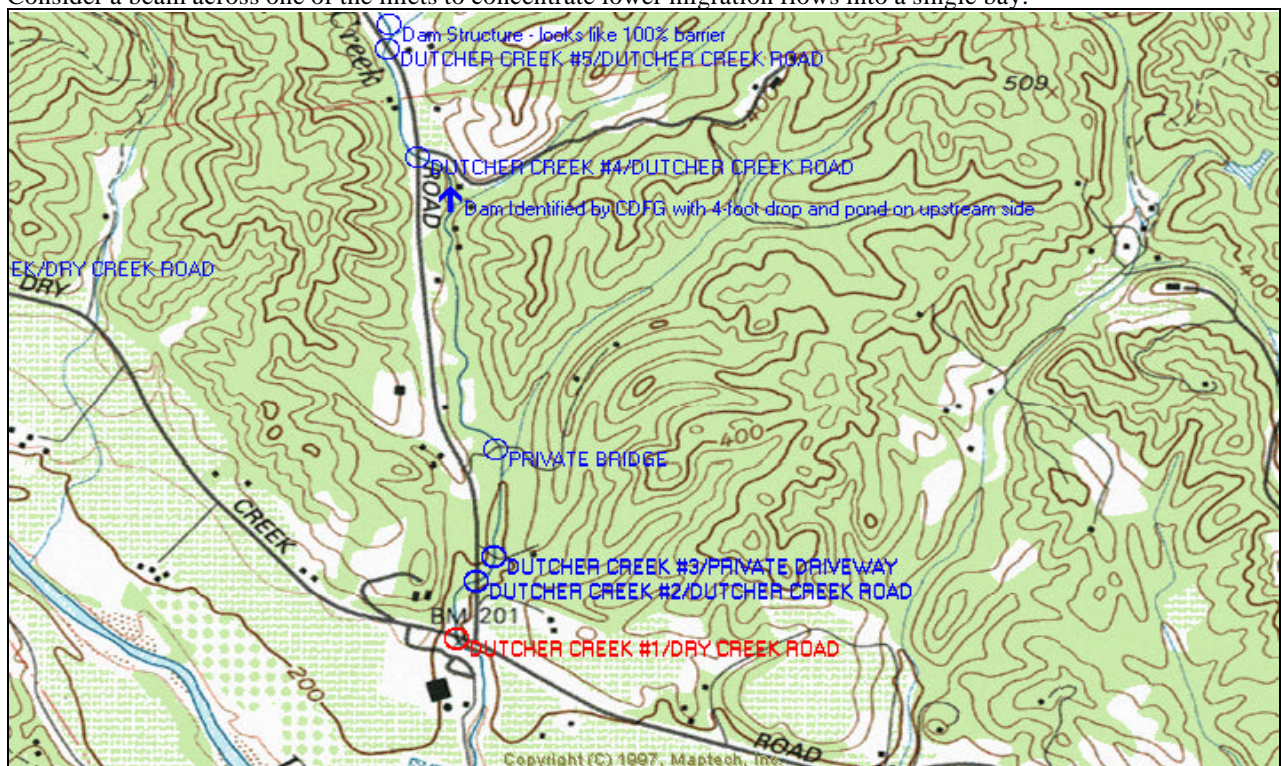 Consider a beam across one of the inlets to concentrate lower migration flows into a single bay.
Creek
Dam Structure - looks like 100% barrier
DUTCHER CREEK #5/DUTCHER CREEK ROAD
509
400
DUTCHER CREEK #4/DUTCHER CREEK ROAD
ROAD
Dam Identified by CDFG with 4-foot drop and pond on upstream side
EK/DRY CREEK ROAD
DRY
400
400
PRIVATE BRIDGE
CREEK
DUTCHER CREEK #3/PRIVATE DRIVEWAY
DUTCHER CREEK #2/DUTCHER CREEK ROAD
BM 201
DUTCHER CREEK #1/DRY CREEK ROAD
200
ROAD
Copyright (C) 1997, Maptech, Inc.